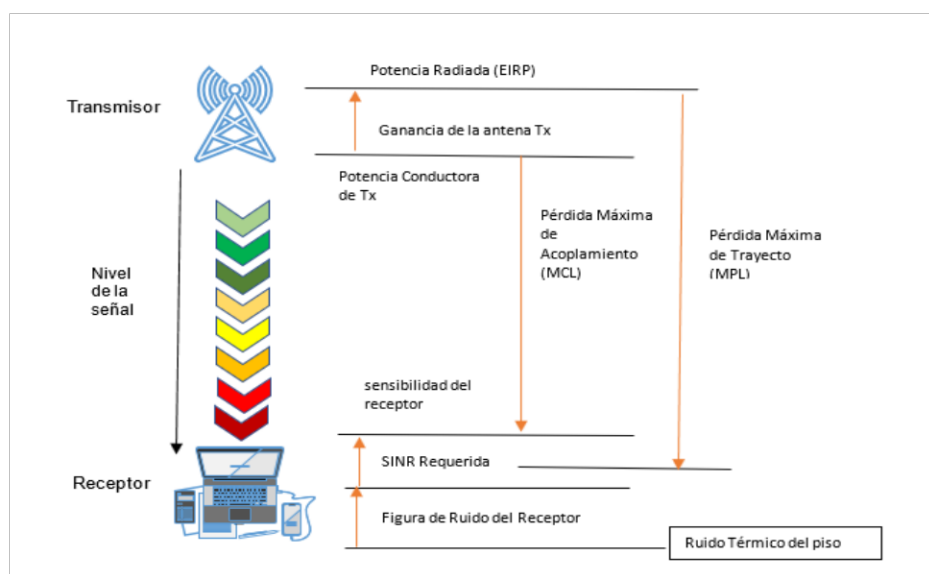 Potencia Radiada (EIRP)
Transmisor
Ganancia de la antena Tx
Potencia Conductora
de Tx
Pérdida Máxima
de
Acoplamiento
(MCL)
Pérdida Máxima
de Trayecto
(MPL)
Nivel
de la
señal
sensibilidad del
receptor
SINR Requerida
Receptor
Figura de Ruido del Receptor
Ruido Térmico del piso